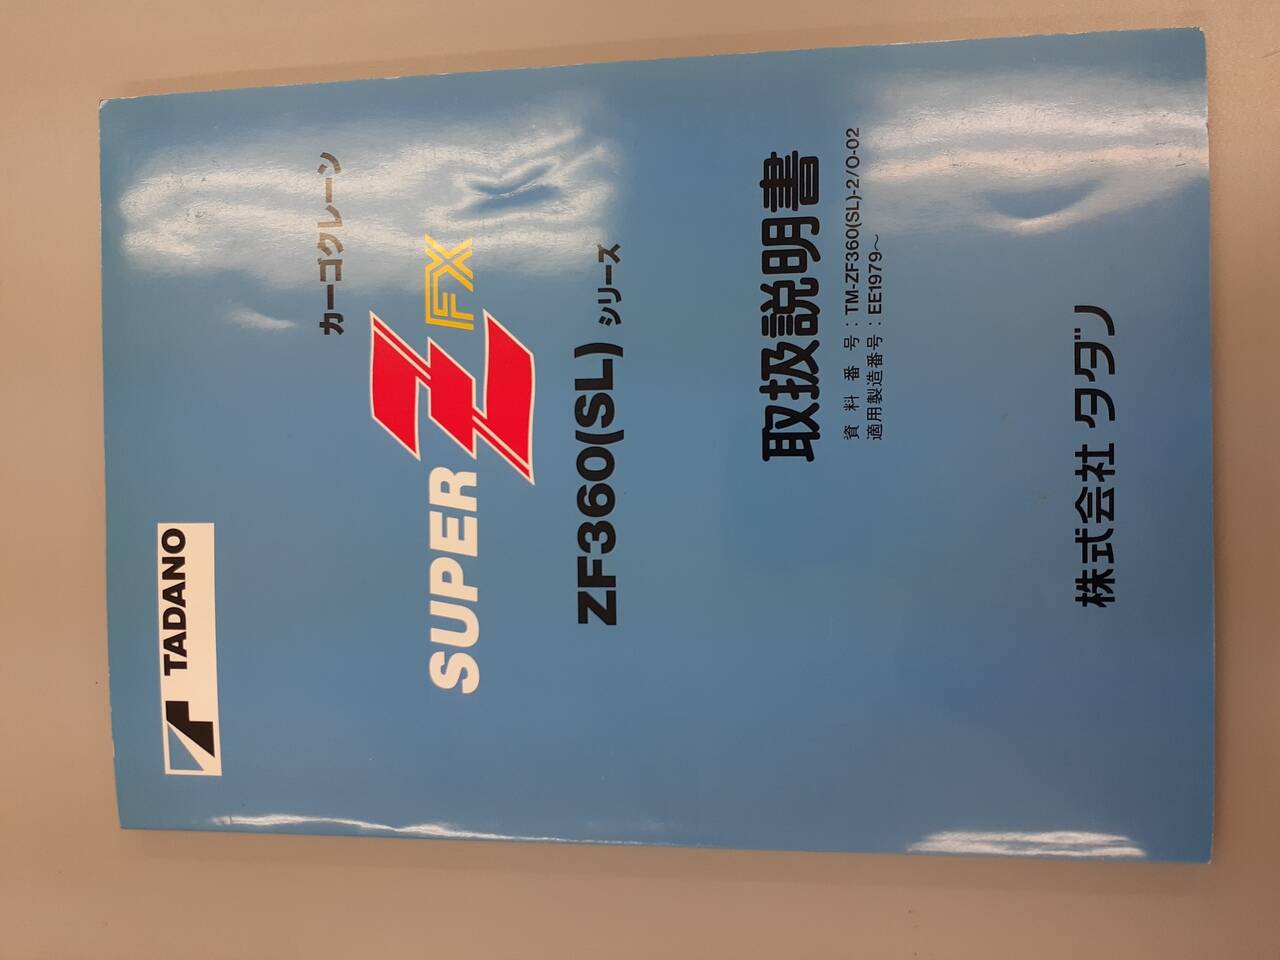 TADANO
カーゴクレーン
SUPER Z FX
ZF360(SL) シリーズ
取扱説明書
資料番号：TM-ZF360(SL)-2/O-02
適用製造番号：EE1979～
株式会社 タダノ